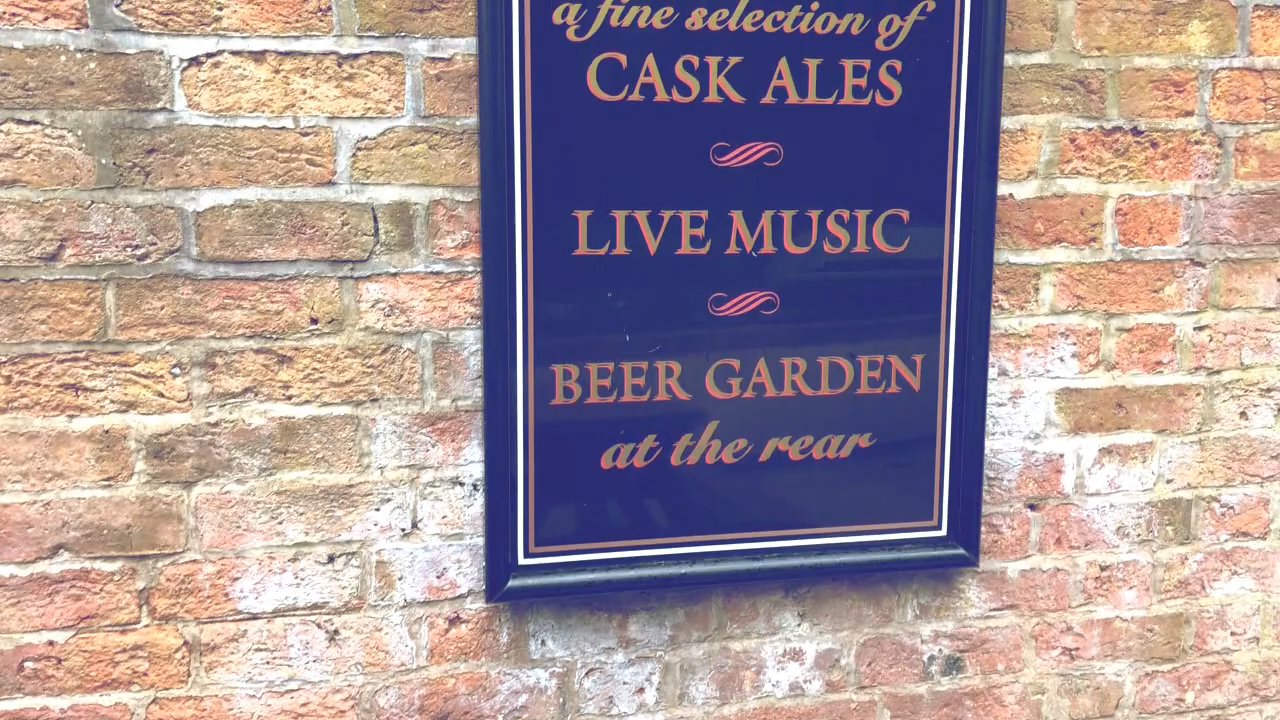 a fine selection of
CASK ALES
LIVE MUSIC
BEER GARDEN
at the rear